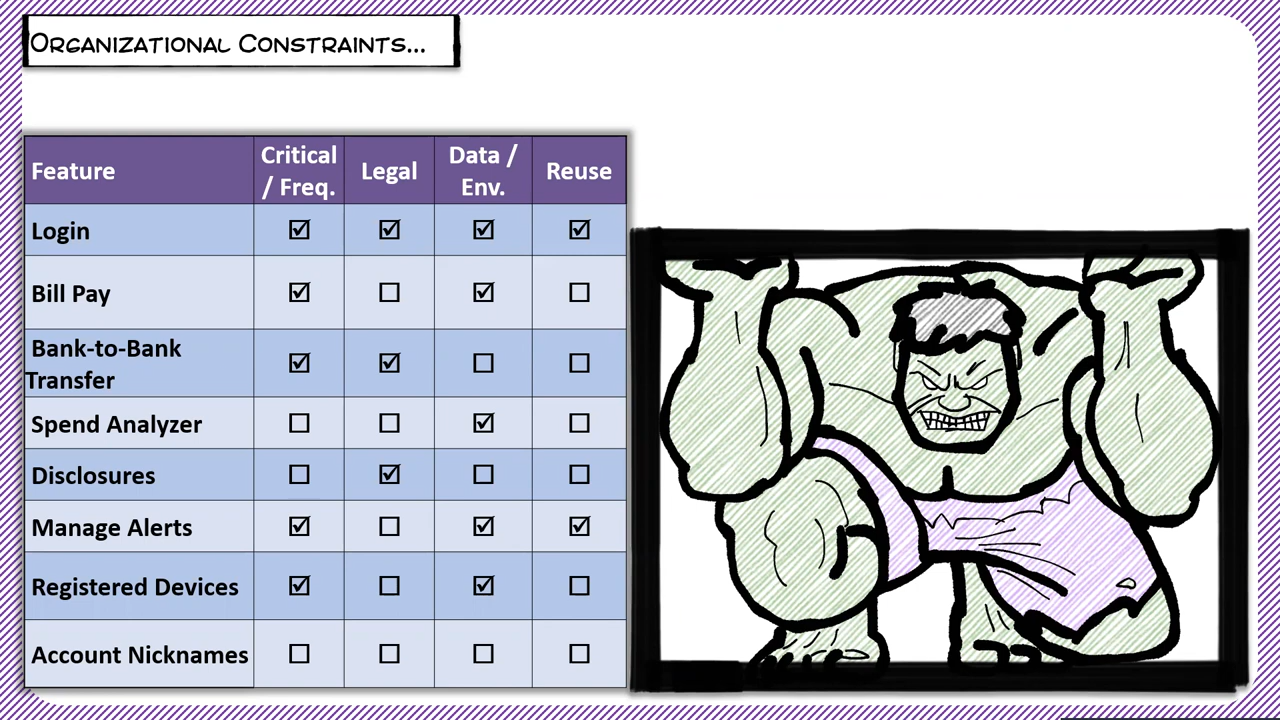 Organizational Constraints...
Feature Critical / Freq. Legal Data / Env. Reuse
Login ☑ ☑ ☑ ☑
Bill Pay ☑ ☐ ☑ ☐
Bank-to-Bank Transfer ☑ ☑ ☐ ☐
Spend Analyzer ☐ ☐ ☑ ☐
Disclosures ☐ ☑ ☐ ☐
Manage Alerts ☑ ☐ ☑ ☑
Registered Devices ☑ ☐ ☑ ☐
Account Nicknames ☐ ☐ ☐ ☐